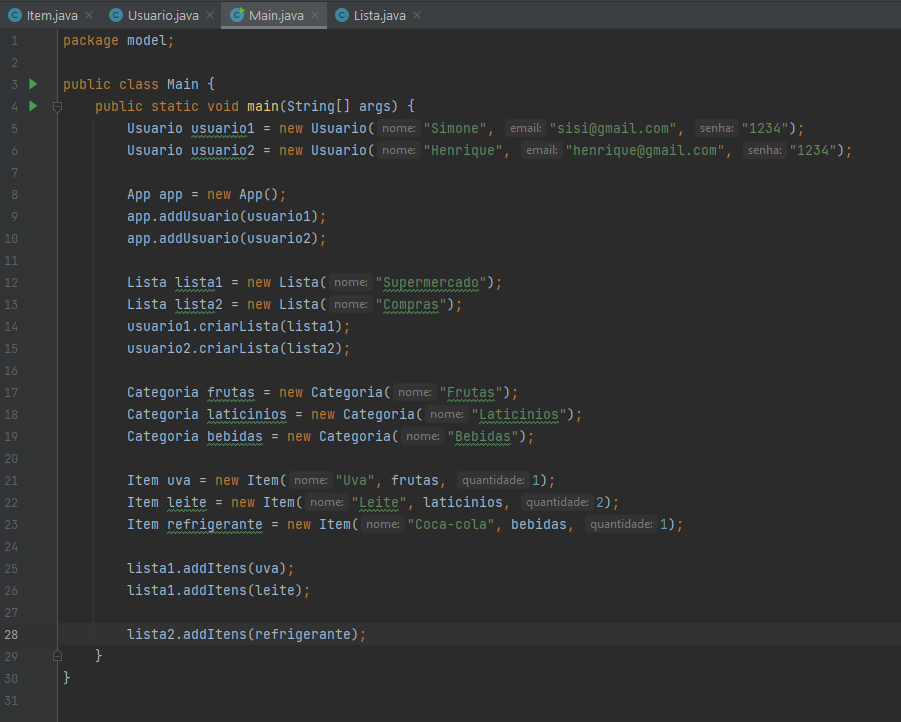 Item.java Usuario.java Main.java Lista.java
1 package model;
2
3 public class Main {
4 public static void main(String[] args) {
5 Usuario usuario1 = new Usuario( nome: "Simone", email: "sisi@gmail.com", senha: "1234");
6 Usuario usuario2 = new Usuario( nome: "Henrique", email: "henrique@gmail.com", senha: "1234");
7
8 App app = new App();
9 app.addUsuario(usuario1);
10 app.addUsuario(usuario2);
11
12 Lista lista1 = new Lista( nome: "Supermercado");
13 Lista lista2 = new Lista( nome: "Compras");
14 usuario1.criarLista(lista1);
15 usuario2.criarLista(lista2);
16
17 Categoria frutas = new Categoria( nome: "Frutas");
18 Categoria laticinios = new Categoria( nome: "Laticinios");
19 Categoria bebidas = new Categoria( nome: "Bebidas");
20
21 Item uva = new Item( nome: "Uva", frutas, quantidade: 1);
22 Item leite = new Item( nome: "Leite", laticinios, quantidade: 2);
23 Item refrigerante = new Item( nome: "Coca-cola", bebidas, quantidade: 1);
24
25 lista1.addItens(uva);
26 lista1.addItens(leite);
27
28 lista2.addItens(refrigerante);
29 }
30 }
31